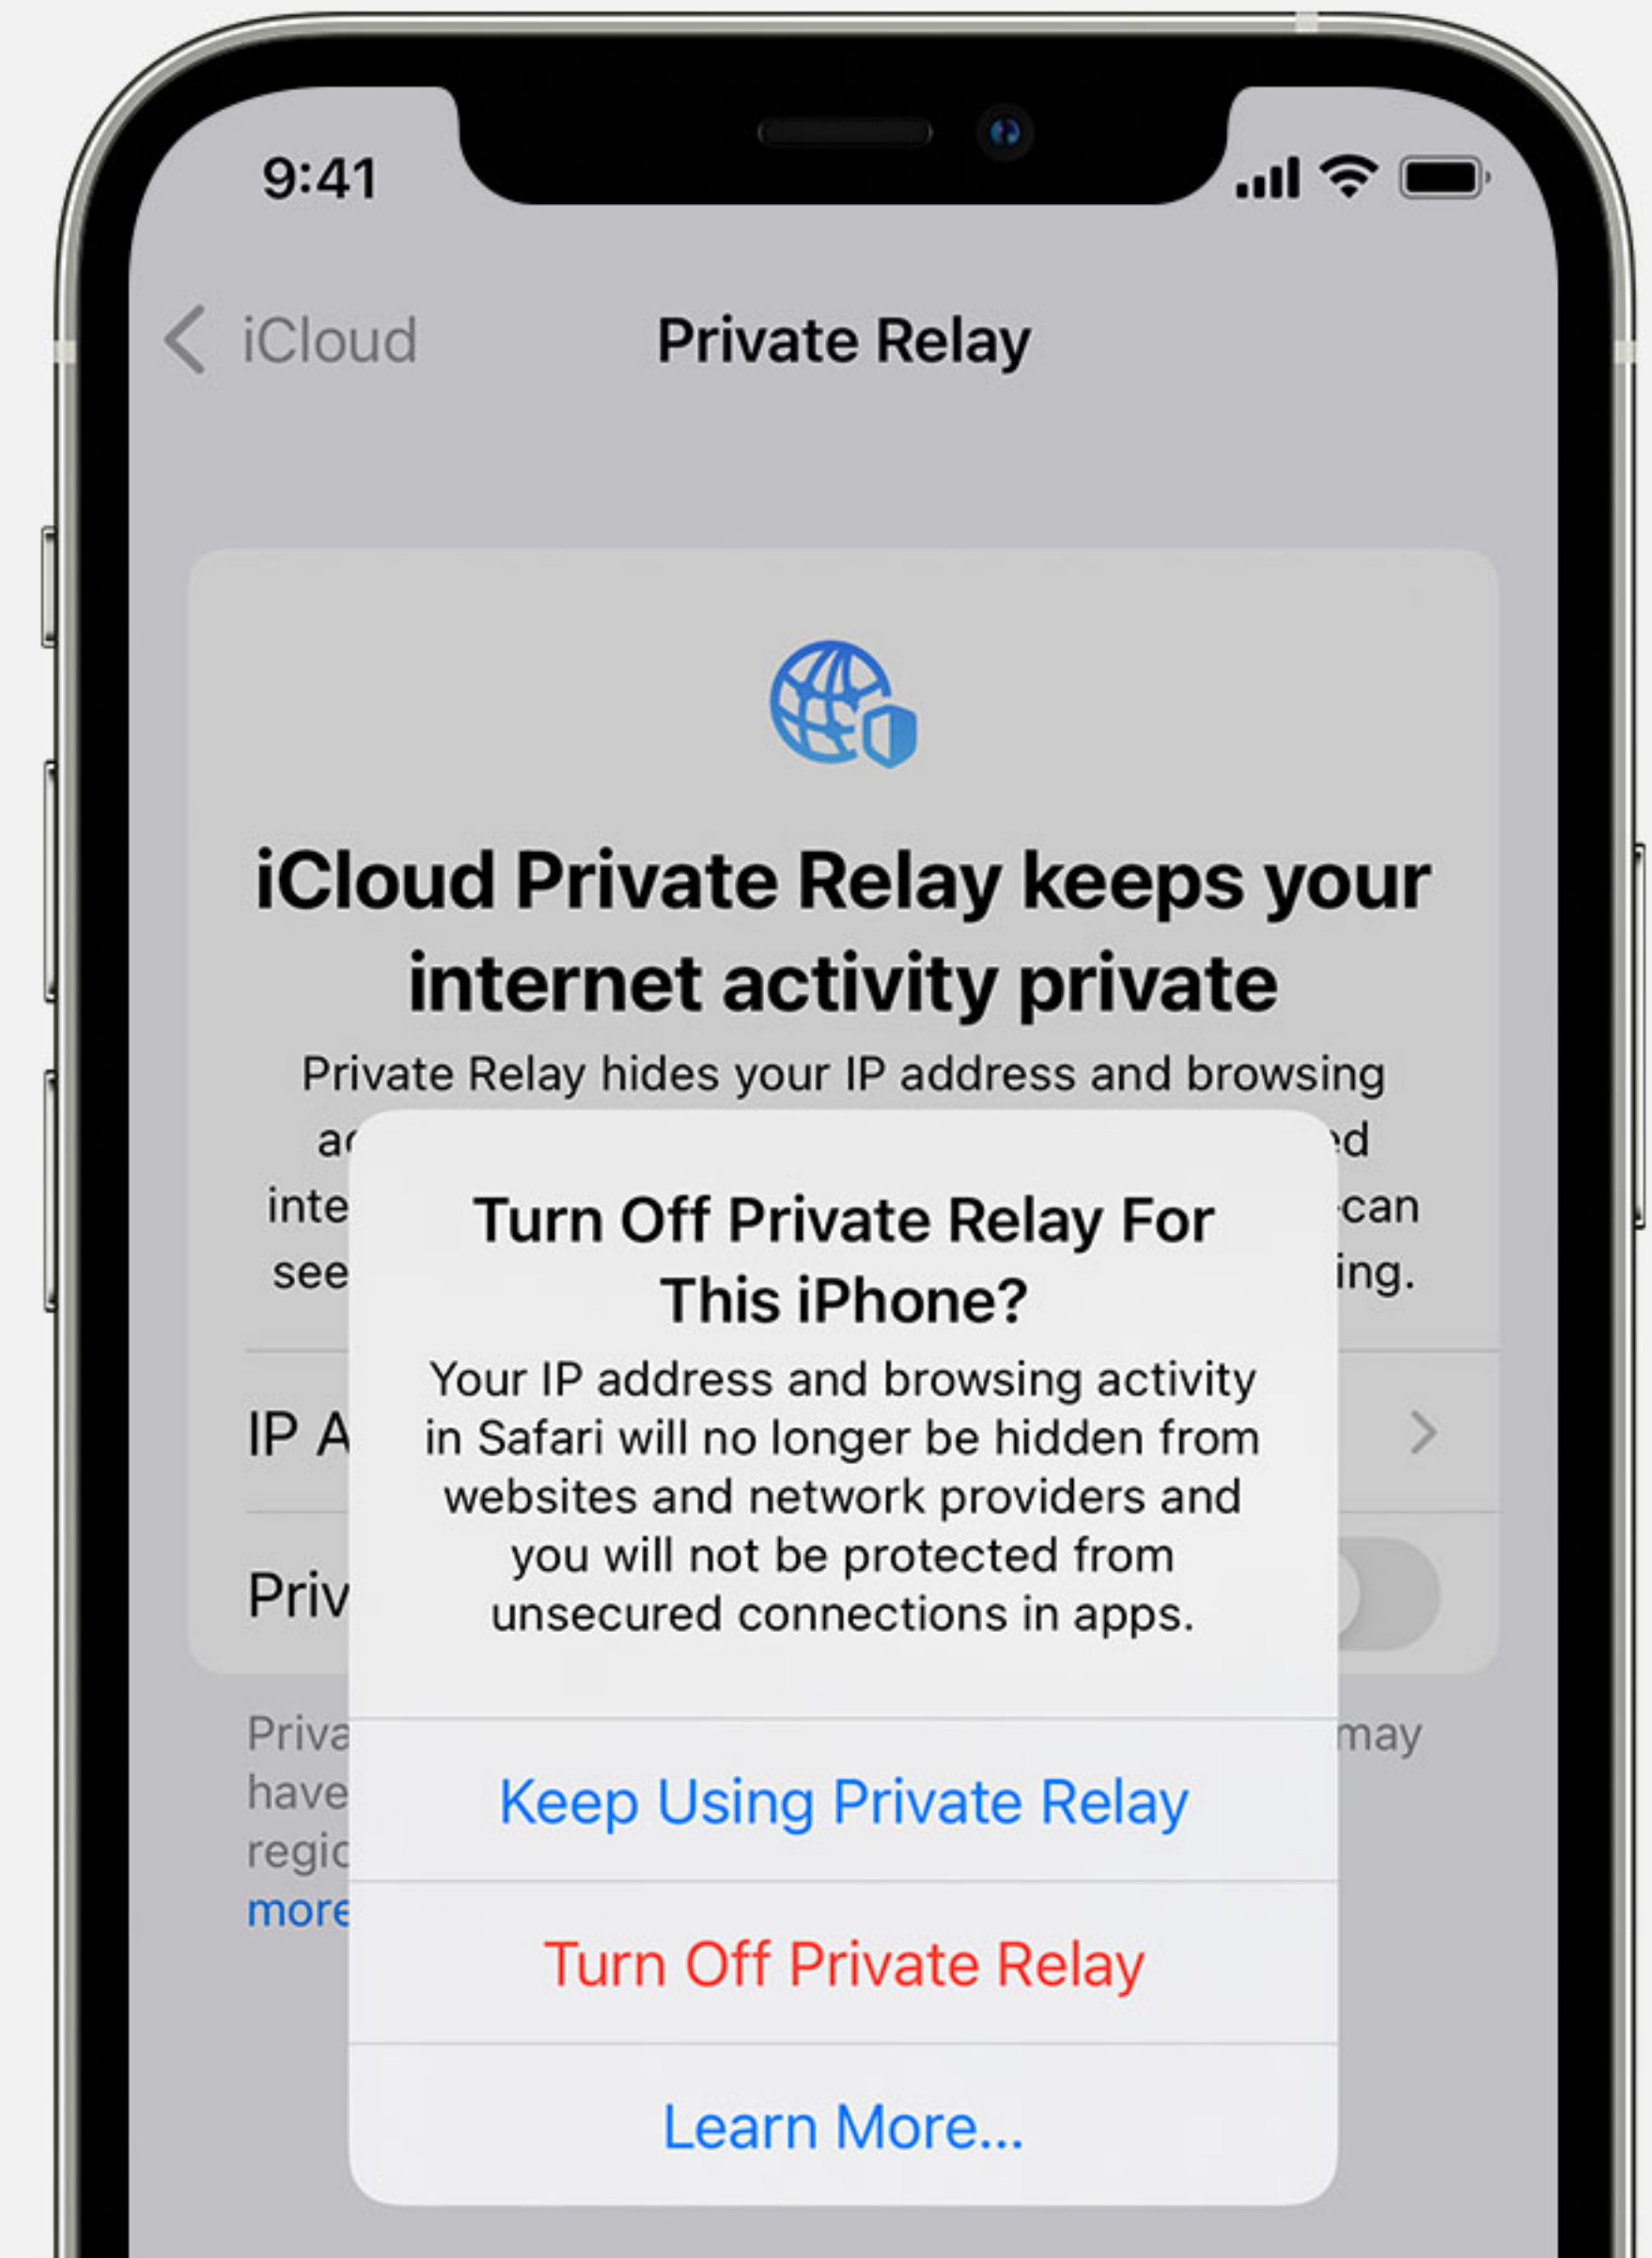 9:41
iCloud
Private Relay
iCloud Private Relay keeps your
internet activity private
Private Relay hides your IP address and browsing
Turn Off Private Relay For
This iPhone?
Your IP address and browsing activity
in Safari will no longer be hidden from
websites and network providers and
you will not be protected from
unsecured connections in apps.
can
IP
may
have
more
Keep Using Private Relay
Turn Off Private Relay
Learn More...